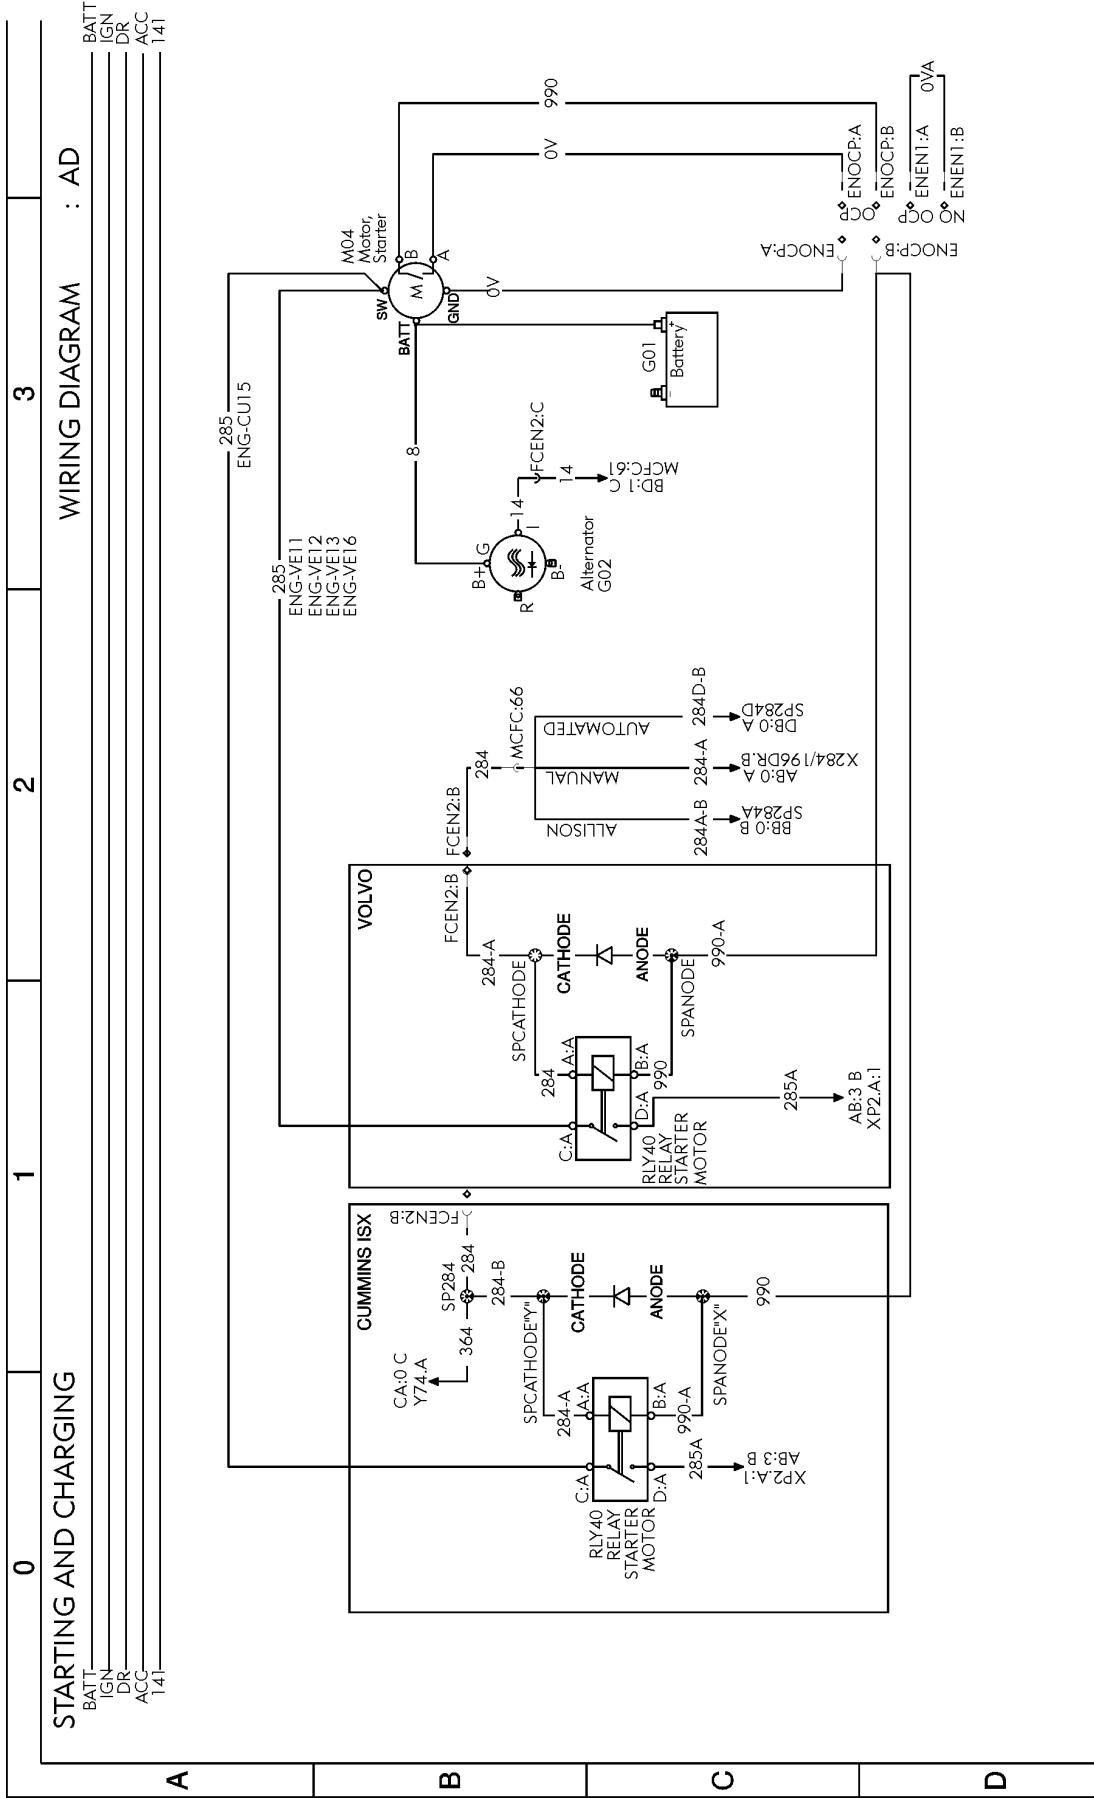 0
1
2
3
A
B
C
D
STARTING AND CHARGING
WIRING DIAGRAM : AD
BATT
IGN
DR
ACC
141
BATT
IGN
DR
ACC
141
285
ENG-CU15
285
ENG-VE11
ENG-VE12
ENG-VE13
ENG-VE16
CUMMINS ISX
CA:0 C
Y74.A
364
SP284
284
FCEN2:B
284-B
SPCATHODE"Y"
CATHODE
ANODE
284-A
A:A
C:A
B:A
D:A
990-A
SPANODE"X"
990
285A
XP2.A:1
AB:3 B
RLY40
RELAY
STARTER
MOTOR
VOLVO
FCEN2:B
FCEN2:B
284-A
SPCATHODE
CATHODE
ANODE
284
A:A
C:A
B:A
D:A
990
SPANODE
990-A
285A
AB:3 B
XP2.A:1
RLY40
RELAY
STARTER
MOTOR
284
MCFC:66
ALLISON
MANUAL
AUTOMATED
284A-B
284-A
284D-B
BB:0 B
SP284A
AB:0 A
X284/196DR.B
DB:0 A
SP284D
8
B+
G
R
B-
I
Alternator
G02
14
FCEN2:C
14
BD:1 C
MCFC:61
M04
Motor,
Starter
SW
BATT
GND
M
B
A
0V
G01
Battery
+
-
0V
990
ENOCP:A
ENOCP:B
OCP
NO OCP
ENOCP:A
ENOCP:B
ENEN1:A
ENEN1:B
0VA